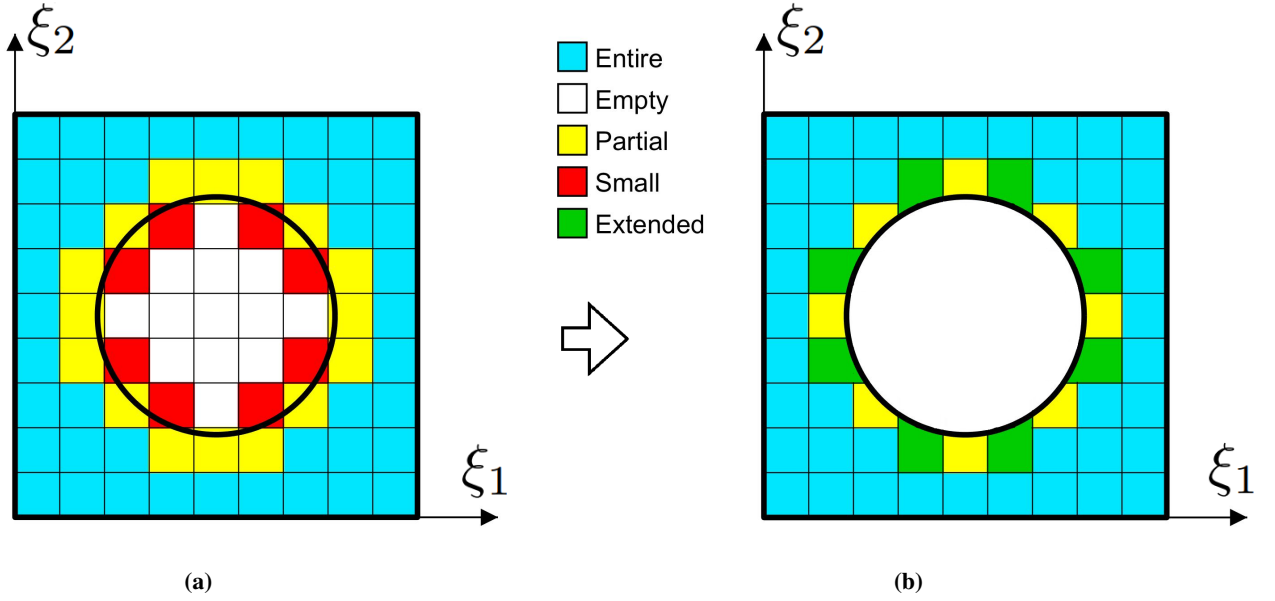 ξ2
ξ2
Entire
Empty
Partial
Small
Extended
ξ1
ξ1
(a)
(b)